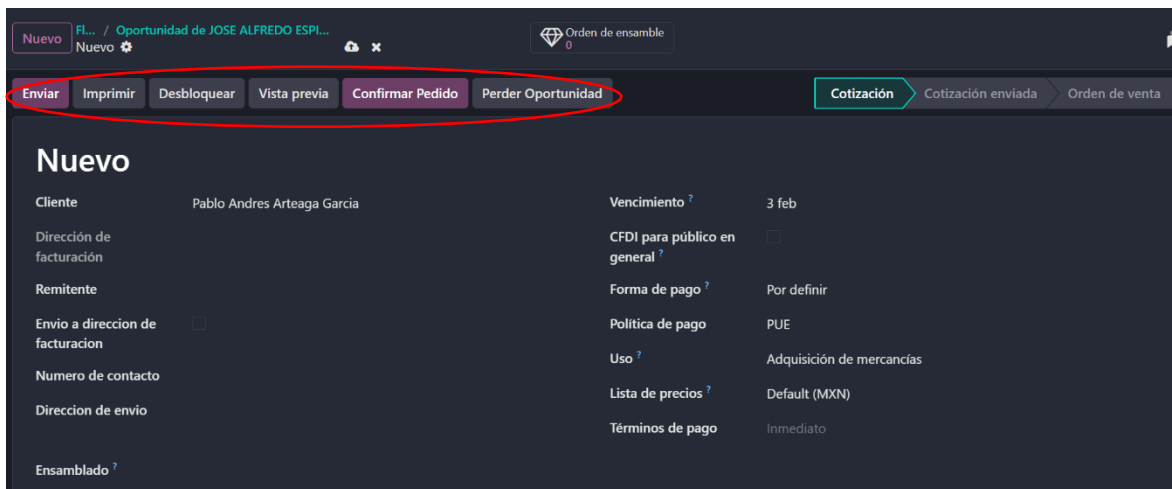 Nuevo
Fl... / Oportunidad de JOSE ALFREDO ESPI...
Nuevo
Orden de ensamble
0
Enviar Imprimir Desbloquear Vista previa Confirmar Pedido Perder Oportunidad
Cotización Cotización enviada Orden de venta
Nuevo
Cliente Pablo Andres Arteaga Garcia
Dirección de
facturación
Remitente
Envio a direccion de
facturacion
Numero de contacto
Direccion de envio
Ensamblado ?
Vencimiento ? 3 feb
CFDI para público en
general ?
Forma de pago ? Por definir
Política de pago PUE
Uso ? Adquisición de mercancías
Lista de precios ? Default (MXN)
Términos de pago Inmediato